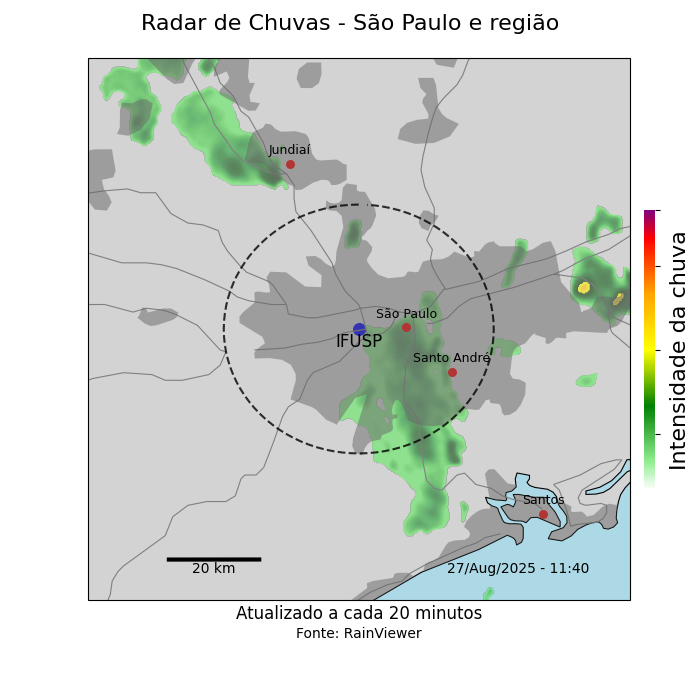 Radar de Chuvas - São Paulo e região
Jundiaí
São Paulo
IFUSP
Santo André
Santos
20 km
27/Aug/2025 - 11:40
Intensidade da chuva
Atualizado a cada 20 minutos
Fonte: RainViewer